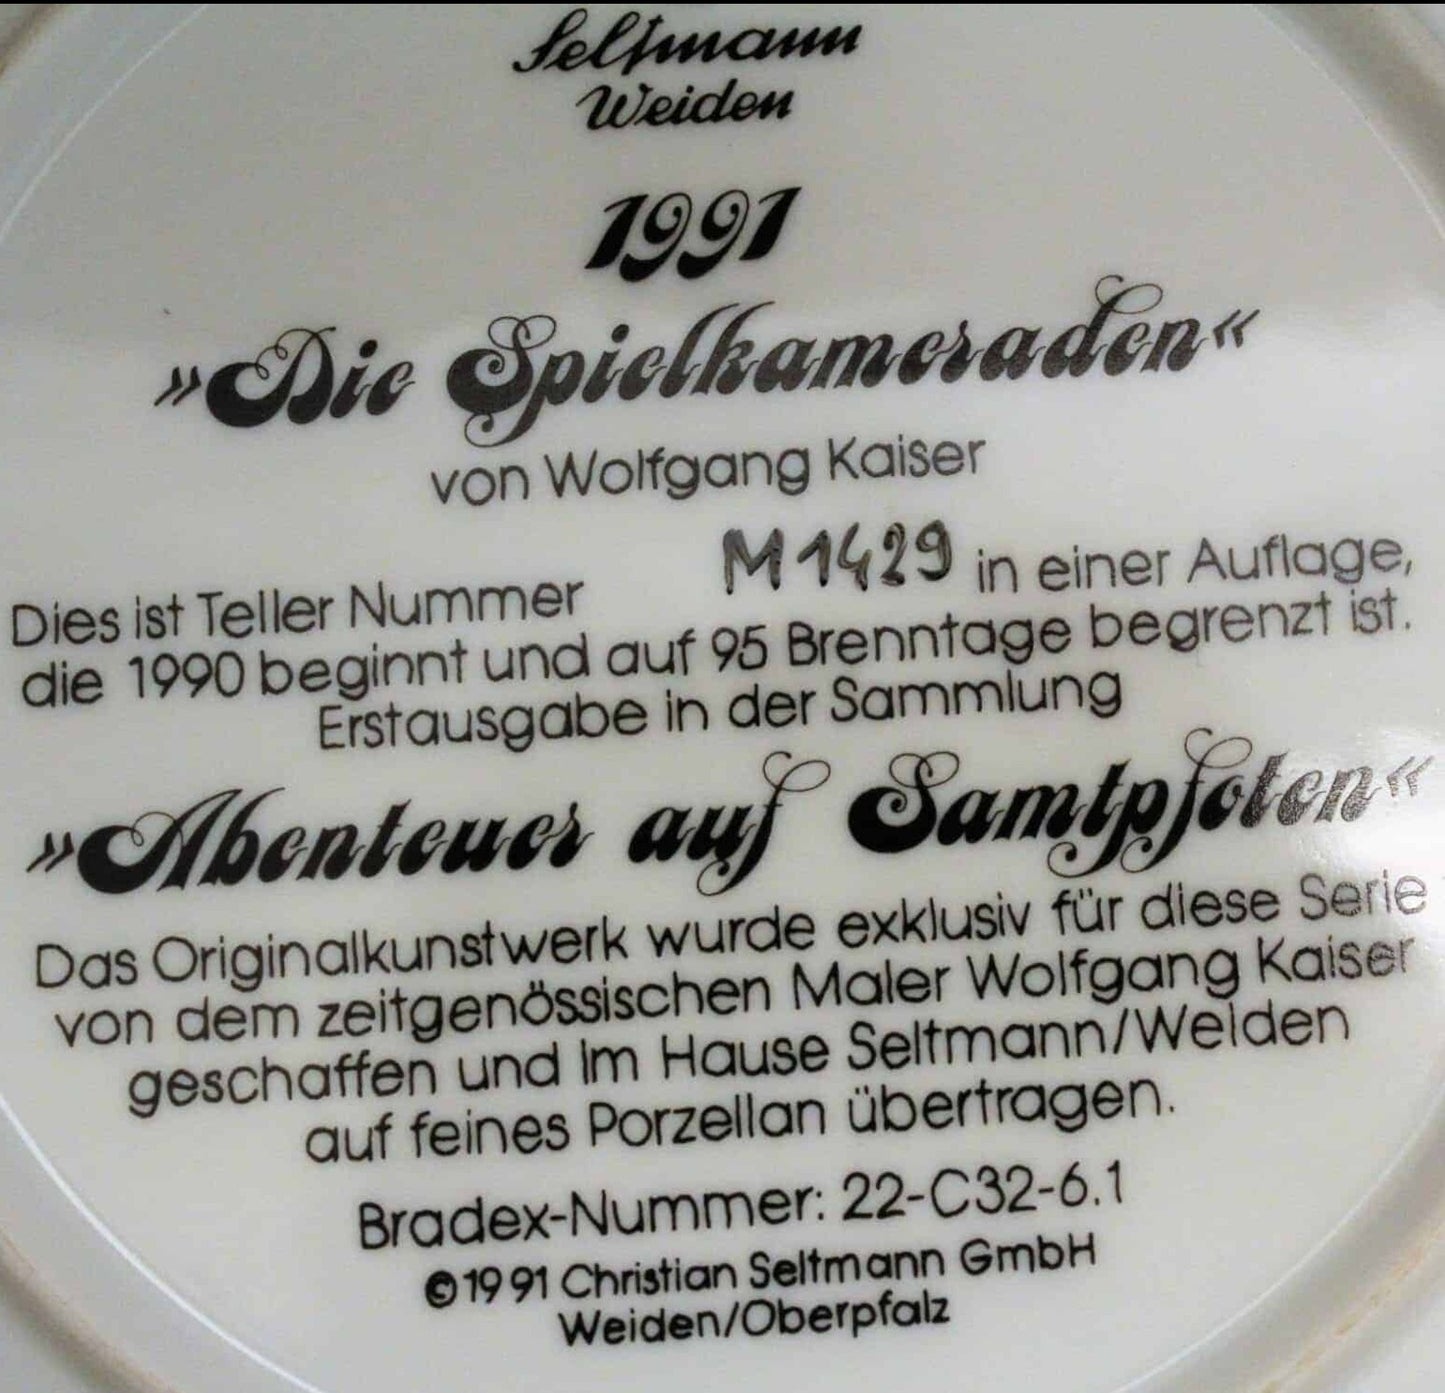 Seltmann
Weiden
1991
»Die Spielkameraden«
von Wolfgang Kaiser
Dies ist Teller Nummer M1429 in einer Auflage,
die 1990 beginnt und auf 95 Brenntage begrenzt ist.
Erstausgabe in der Sammlung
»Abenteuer auf Samtpfoten«
Das Originalkunstwerk wurde exklusiv für diese Serie
von dem zeitgenössischen Maler Wolfgang Kaiser
geschaffen und im Hause Seltmann/Weiden
auf feines Porzellan übertragen.
Bradex-Nummer: 22-C32-6.1
©1991 Christian Seltmann GmbH
Weiden/Oberpfalz